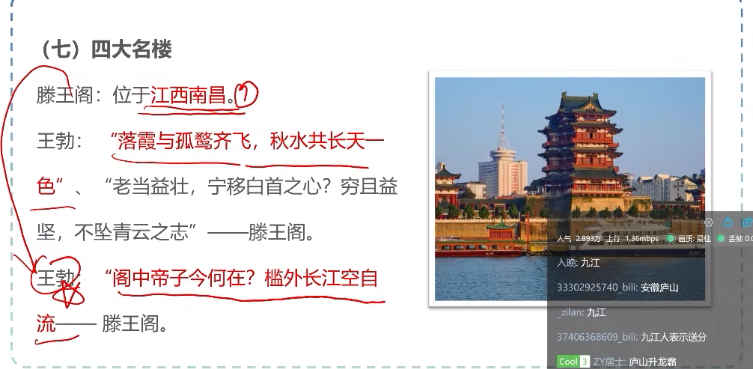 （七）四大名楼
滕王阁：位于江西南昌。
王勃：“落霞与孤鹜齐飞，秋水共长天一
色”、“老当益壮，宁移白首之心？穷且益
坚，不坠青云之志”——滕王阁。
王勃：“阁中帝子今何在？槛外长江空自
流—— 滕王阁。
人气 2.893万 上行 1.36mbps 画质: 最佳 丢帧 0.0
入晚: 九江
33302925740_bili: 安徽庐山
_zilan: 九江
37406368609_bili: 九江人表示送分
Cool 3 ZY居士: 庐山升龙霸